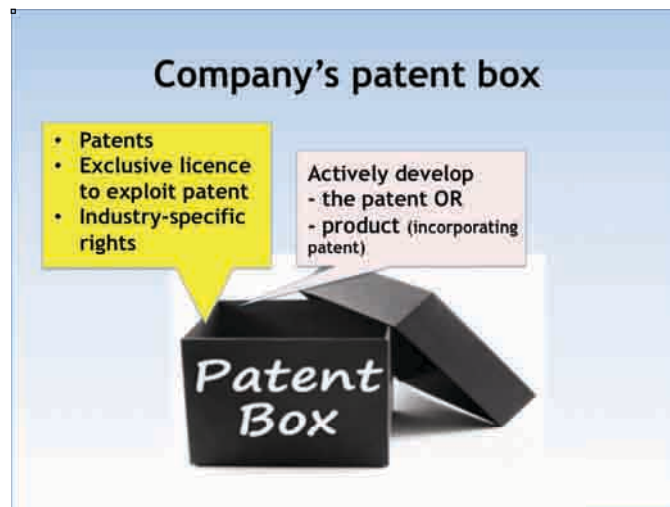 Company's patent box
• Patents
• Exclusive licence
to exploit patent
• Industry-specific
rights
Actively develop
- the patent OR
- product (incorporating
patent)
Patent
Box